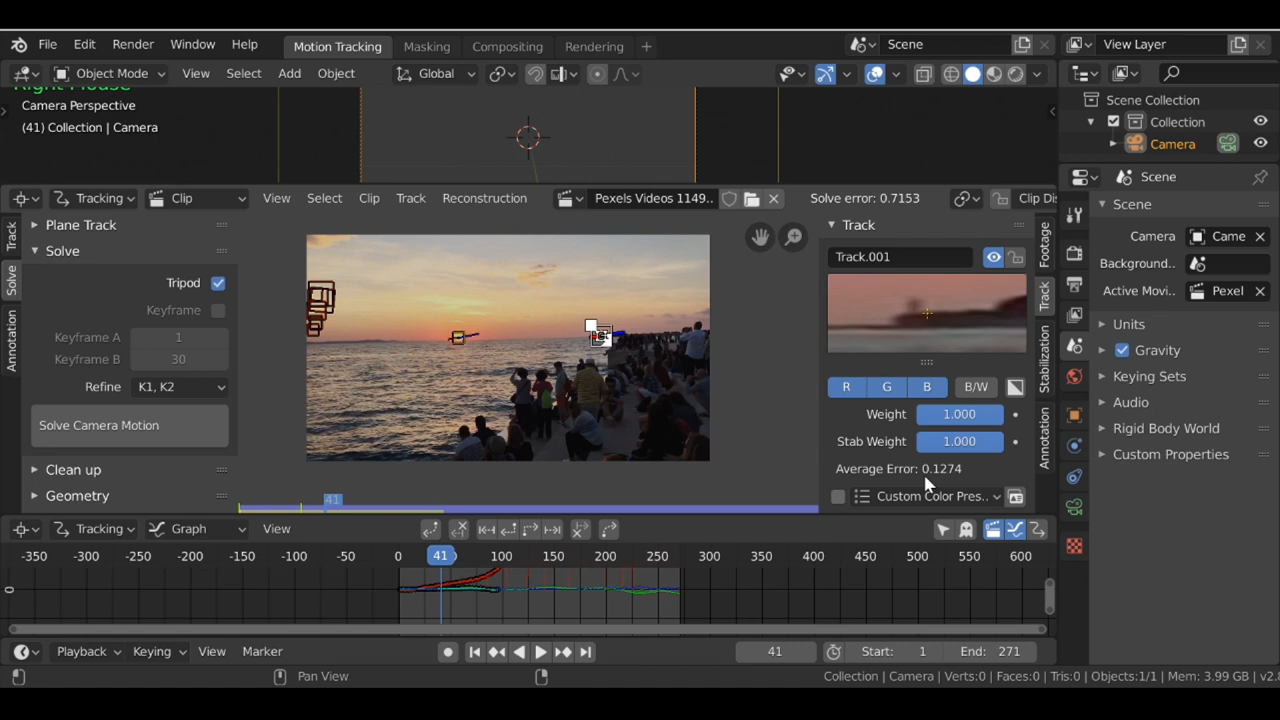 File Edit Render Window Help Motion Tracking Masking Compositing Rendering + Scene View Layer
Object Mode View Select Add Object Global
Right Mouse
Camera Perspective
(41) Collection | Camera
Scene Collection
Collection
Camera
Tracking Clip View Select Clip Track Reconstruction Pexels Videos 1149.. Solve error: 0.7153 Clip Dis
Track
Solve
Annotation
Plane Track
Solve
Tripod
Keyframe
Keyframe A 1
Keyframe B 30
Refine K1, K2
Solve Camera Motion
Clean up
Geometry
41
Track
Track.001
R G B B/W
Weight 1.000
Stab Weight 1.000
Average Error: 0.1274
Custom Color Pres..
Footage
Track
Stabilization
Annotation
Scene
Scene
Camera Came
Background..
Active Movi.. Pexel
Units
Gravity
Keying Sets
Audio
Rigid Body World
Custom Properties
Tracking Graph View
-350 -300 -250 -200 -150 -100 -50 0 41 100 150 200 250 300 350 400 450 500 550 600
0
Playback Keying View Marker 41 Start: 1 End: 271
Pan View Collection | Camera | Verts:0 | Faces:0 | Tris:0 | Objects:1/1 | Mem: 3.99 GB | v2.8